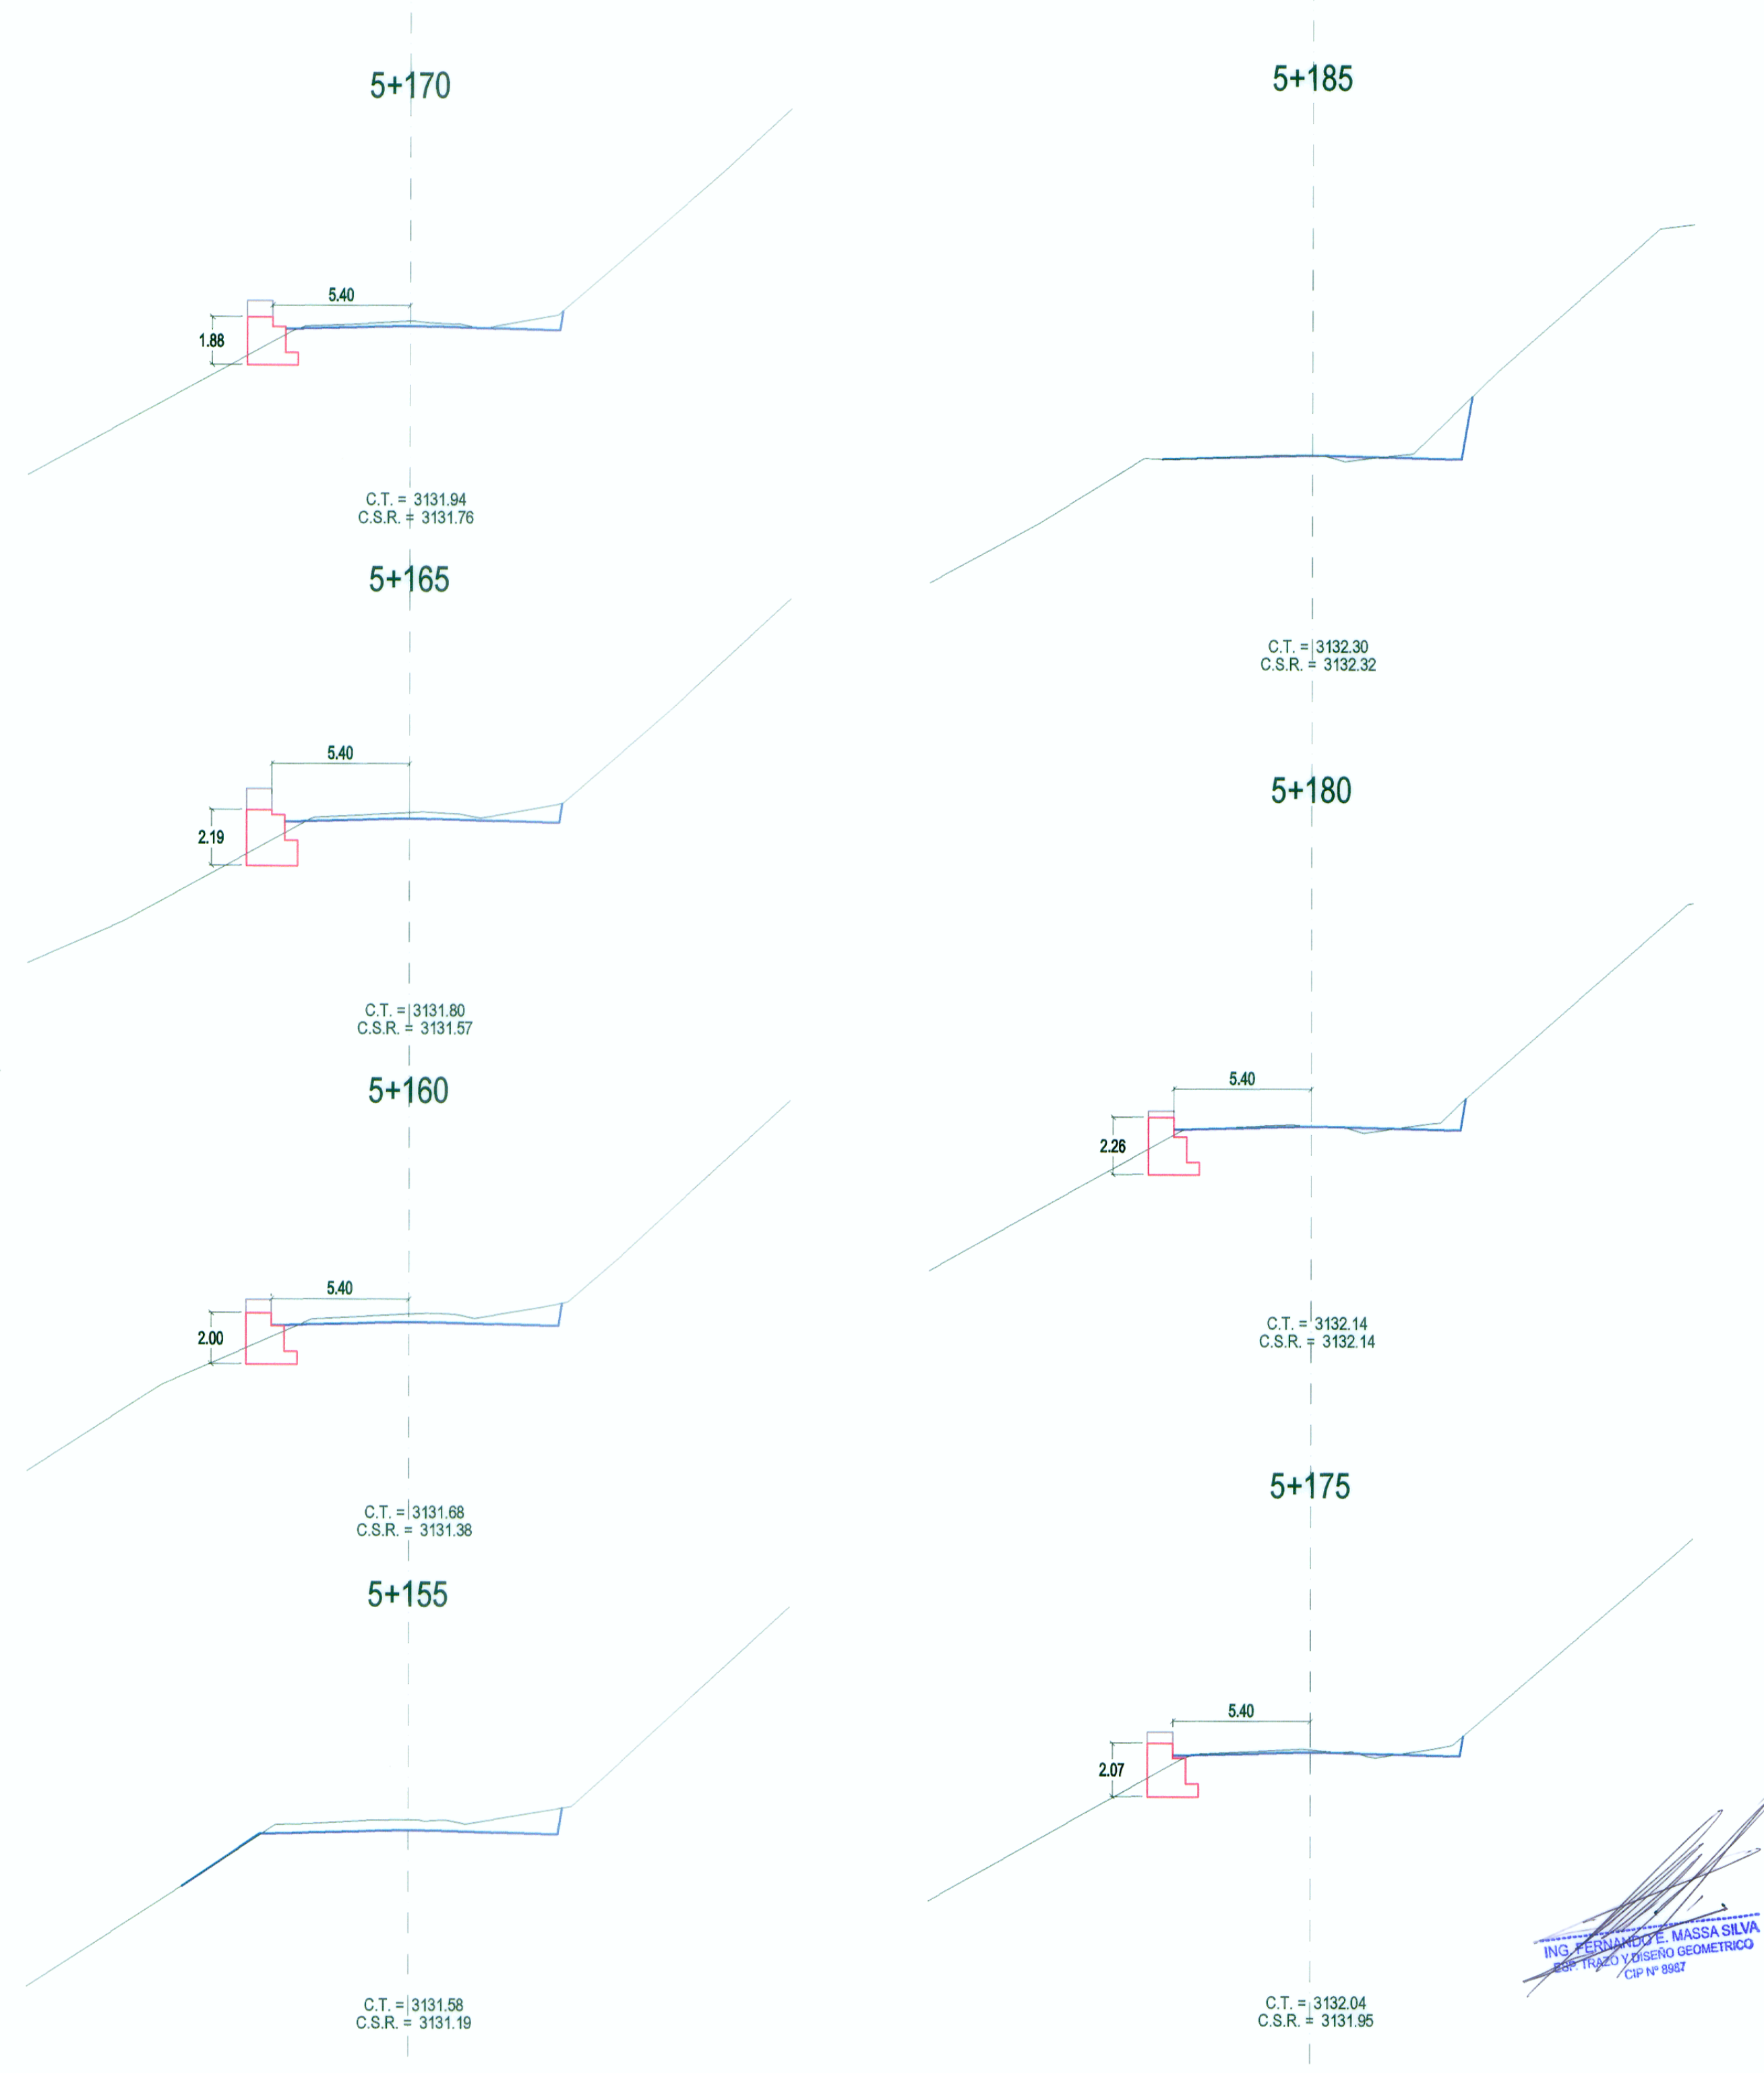 5+170
5.40
1.88
C.T. = 3131.94
C.S.R. = 3131.76
5+165
5.40
2.19
C.T. = 3131.80
C.S.R. = 3131.57
5+160
5.40
2.00
C.T. = 3131.68
C.S.R. = 3131.38
5+155
C.T. = 3131.58
C.S.R. = 3131.19
5+185
C.T. = 3132.30
C.S.R. = 3132.32
5+180
5.40
2.26
C.T. = 3132.14
C.S.R. = 3132.14
5+175
5.40
2.07
C.T. = 3132.04
C.S.R. = 3131.95
ING. FERNANDO E. MASSA SILVA
ESP. TRAZO Y DISEÑO GEOMETRICO
CIP Nº 8967